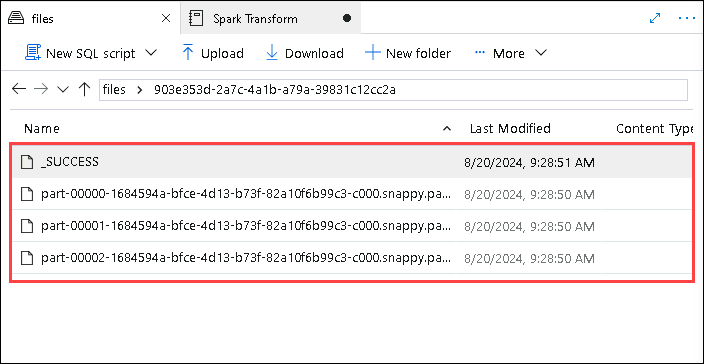 files Spark Transform
New SQL script Upload Download New folder More
files 903e353d-2a7c-4a1b-a79a-39831c12cc2a
Name Last Modified Content Type
_SUCCESS 8/20/2024, 9:28:51 AM
part-00000-1684594a-bfce-4d13-b73f-82a10f6b99c3-c000.snappy.pa... 8/20/2024, 9:28:50 AM
part-00001-1684594a-bfce-4d13-b73f-82a10f6b99c3-c000.snappy.pa... 8/20/2024, 9:28:50 AM
part-00002-1684594a-bfce-4d13-b73f-82a10f6b99c3-c000.snappy.pa... 8/20/2024, 9:28:50 AM